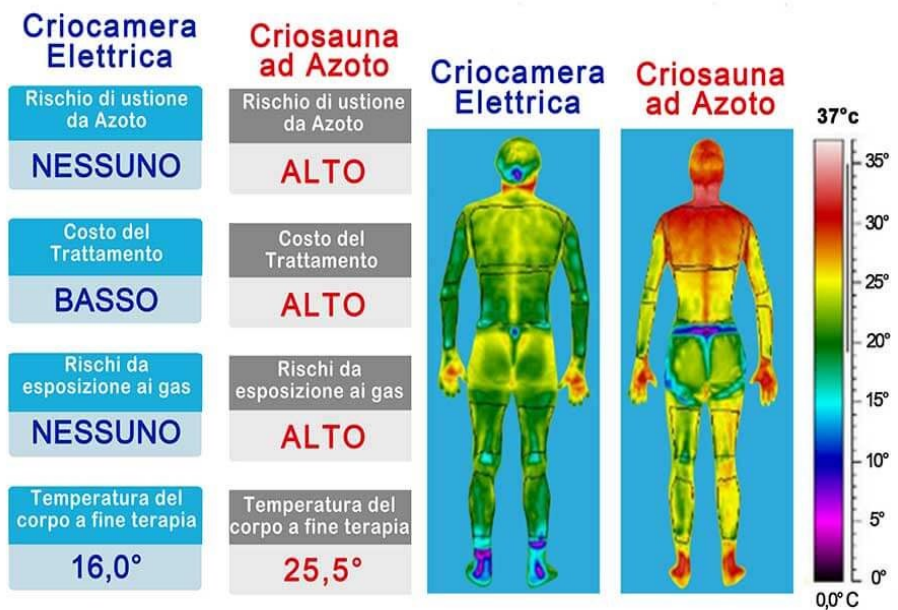 Criocamera
Elettrica
Rischio di ustione
da Azoto
NESSUNO
Costo del
Trattamento
BASSO
Rischi da
esposizione ai gas
NESSUNO
Temperatura del
corpo a fine terapia
16,0°
Criosauna
ad Azoto
Rischio di ustione
da Azoto
ALTO
Costo del
Trattamento
ALTO
Rischi da
esposizione ai gas
ALTO
Temperatura del
corpo a fine terapia
25,5°
Criocamera
Elettrica
Criosauna
ad Azoto
37°c
35°
30°
25°
20°
15°
10°
5°
0°
0,0° C